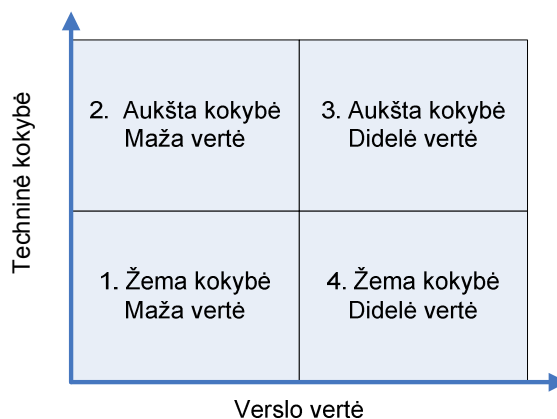 Techninė kokybė
2. Aukšta kokybė
Maža vertė
3. Aukšta kokybė
Didelė vertė
1. Žema kokybė
Maža vertė
4. Žema kokybė
Didelė vertė
Verslo vertė